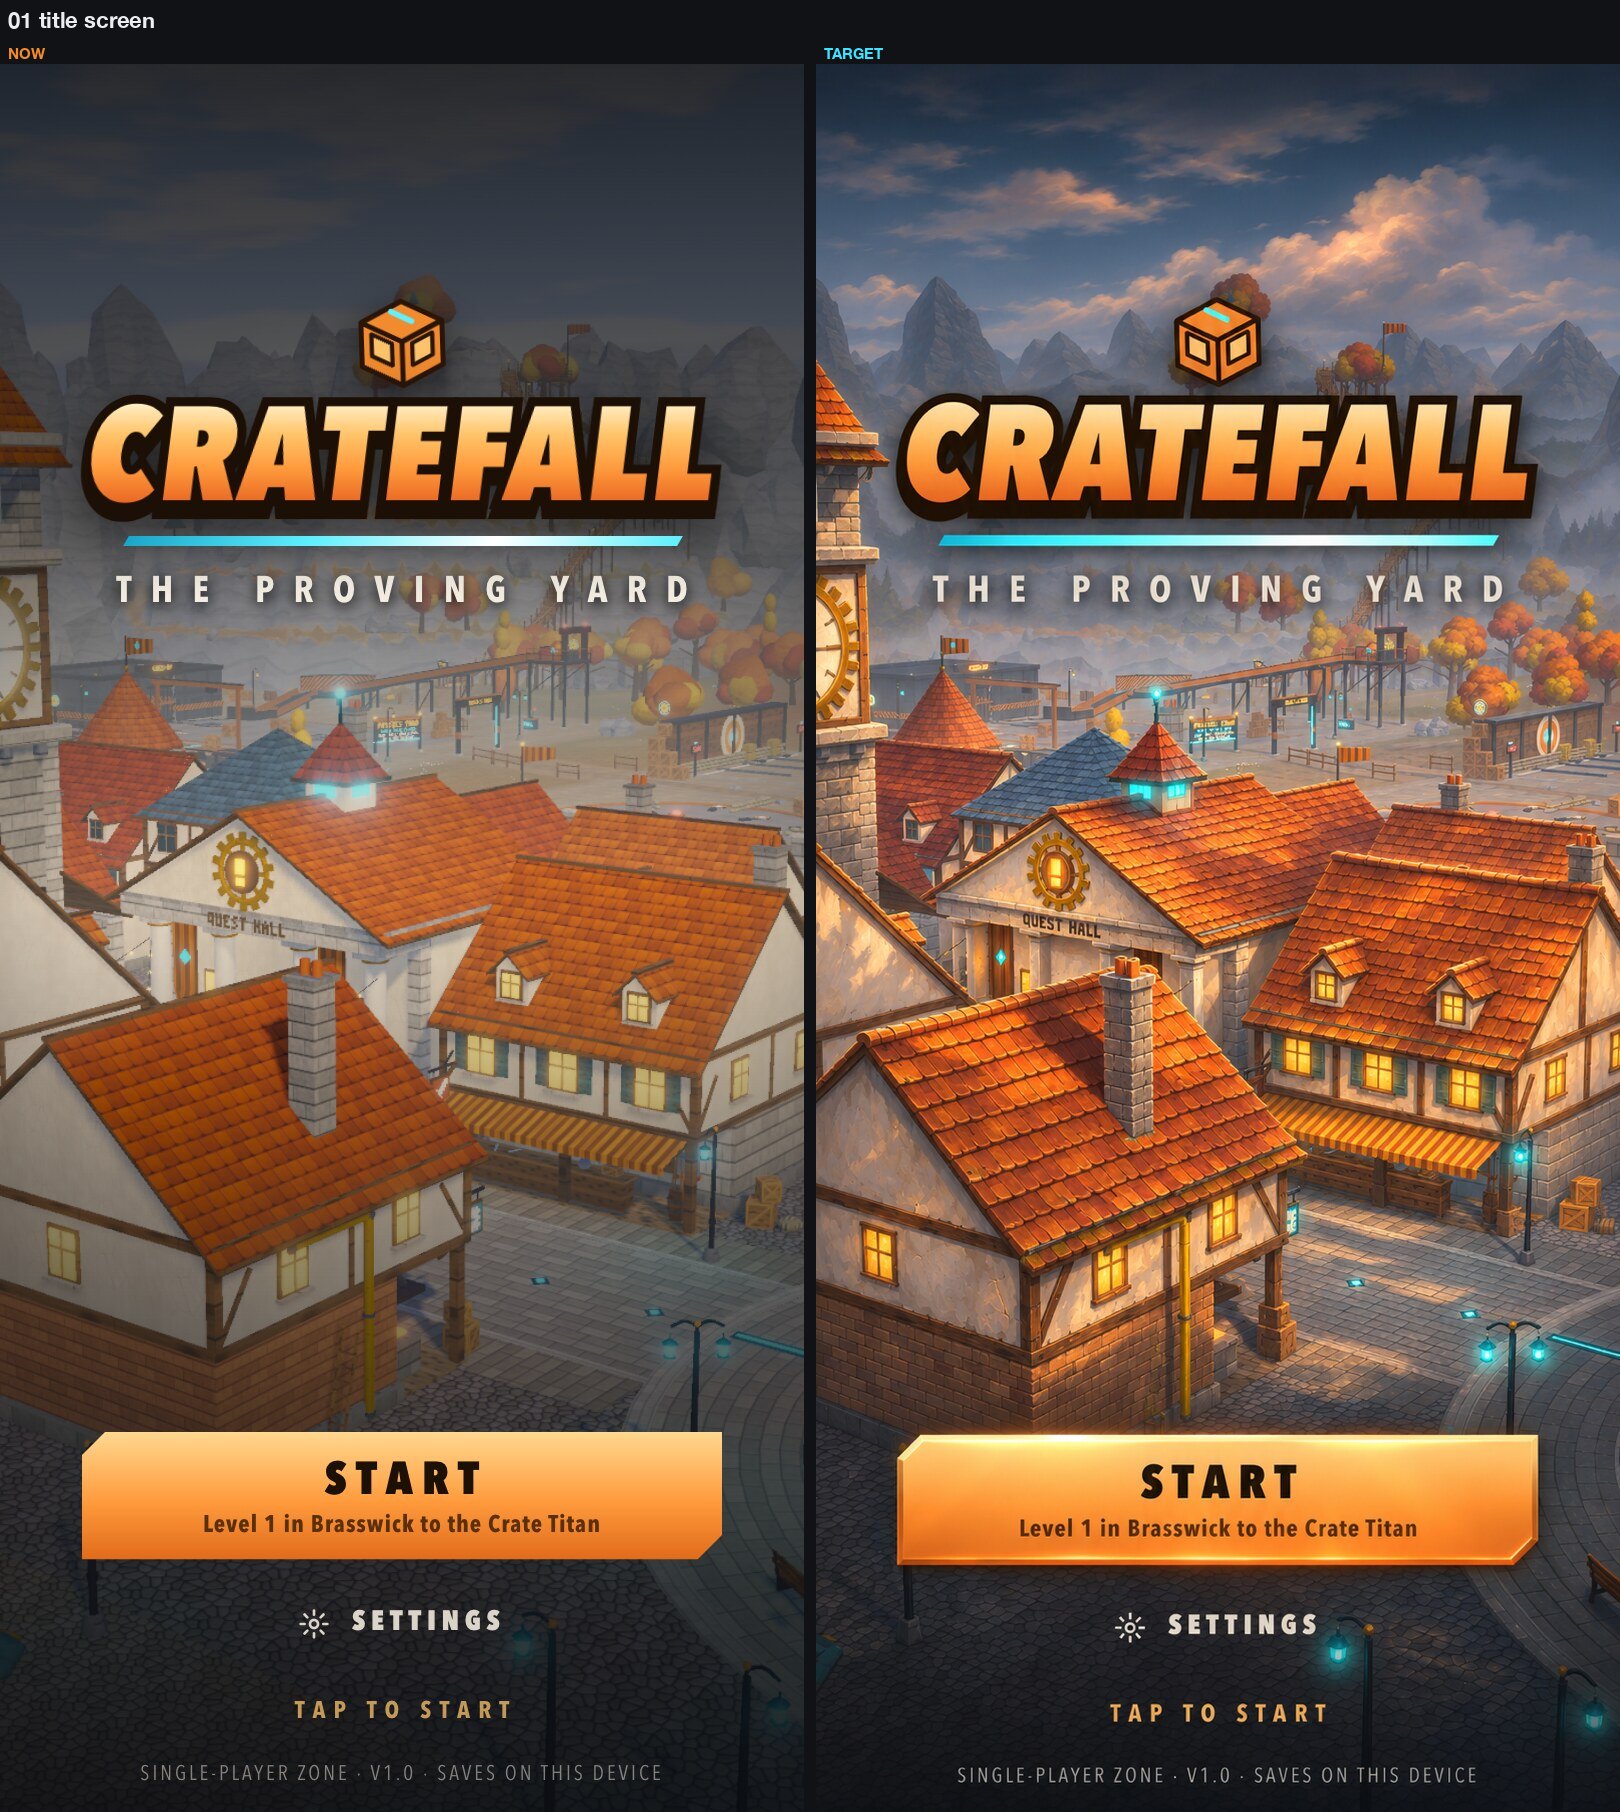 01 title screen
NOW
TARGET
CRATEFALL
THE PROVING YARD
QUEST HALL
START
Level 1 in Brasswick to the Crate Titan
SETTINGS
TAP TO START
SINGLE-PLAYER ZONE · V1.0 · SAVES ON THIS DEVICE
CRATEFALL
THE PROVING YARD
QUEST HALL
START
Level 1 in Brasswick to the Crate Titan
SETTINGS
TAP TO START
SINGLE-PLAYER ZONE · V1.0 · SAVES ON THIS DEVICE